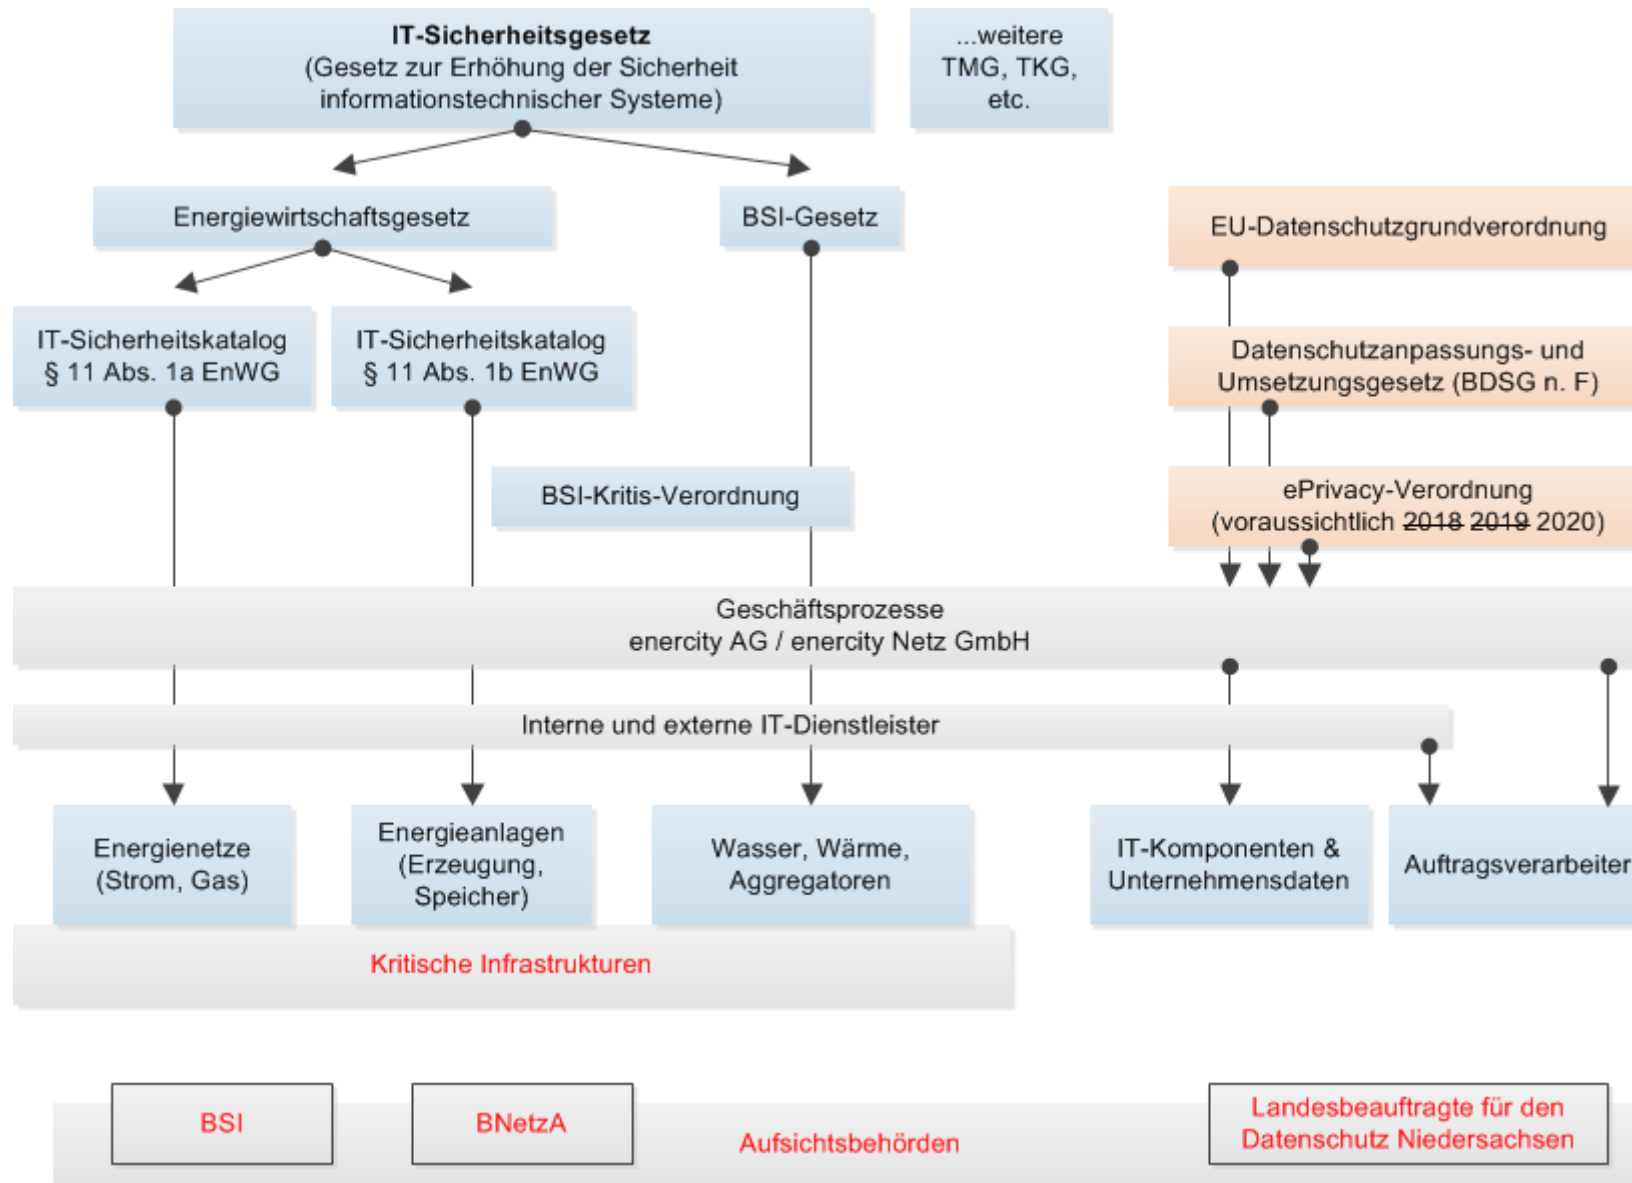 IT-Sicherheitsgesetz
(Gesetz zur Erhöhung der Sicherheit
informationstechnischer Systeme)
...weitere
TMG, TKG,
etc.
Energiewirtschaftsgesetz
BSI-Gesetz
EU-Datenschutzgrundverordnung
IT-Sicherheitskatalog
§ 11 Abs. 1a EnWG
IT-Sicherheitskatalog
§ 11 Abs. 1b EnWG
Datenschutzanpassungs- und
Umsetzungsgesetz (BDSG n. F)
BSI-Kritis-Verordnung
ePrivacy-Verordnung
(voraussichtlich 2018 2019 2020)
Geschäftsprozesse
enercity AG / enercity Netz GmbH
Interne und externe IT-Dienstleister
Energienetze
(Strom, Gas)
Energieanlagen
(Erzeugung,
Speicher)
Wasser, Wärme,
Aggregatoren
IT-Komponenten &
Unternehmensdaten
Auftragsverarbeiter
Kritische Infrastrukturen
BSI
BNetzA
Aufsichtsbehörden
Landesbeauftragte für den
Datenschutz Niedersachsen